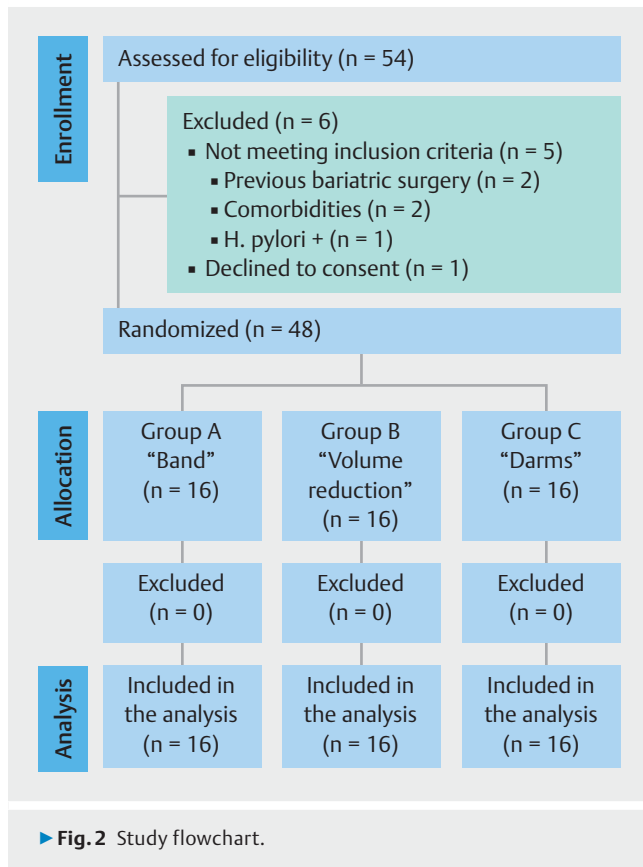 Enrollment
Assessed for eligibility (n = 54)
Excluded (n = 6)
▪ Not meeting inclusion criteria (n = 5)
▪ Previous bariatric surgery (n = 2)
▪ Comorbidities (n = 2)
▪ H. pylori + (n = 1)
▪ Declined to consent (n = 1)
Randomized (n = 48)
Allocation
Group A
“Band”
(n = 16)
Group B
“Volume
reduction”
(n = 16)
Group C
“Darms”
(n = 16)
Excluded
(n = 0)
Excluded
(n = 0)
Excluded
(n = 0)
Analysis
Included in
the analysis
(n = 16)
Included in
the analysis
(n = 16)
Included in
the analysis
(n = 16)
▶ Fig. 2 Study flowchart.